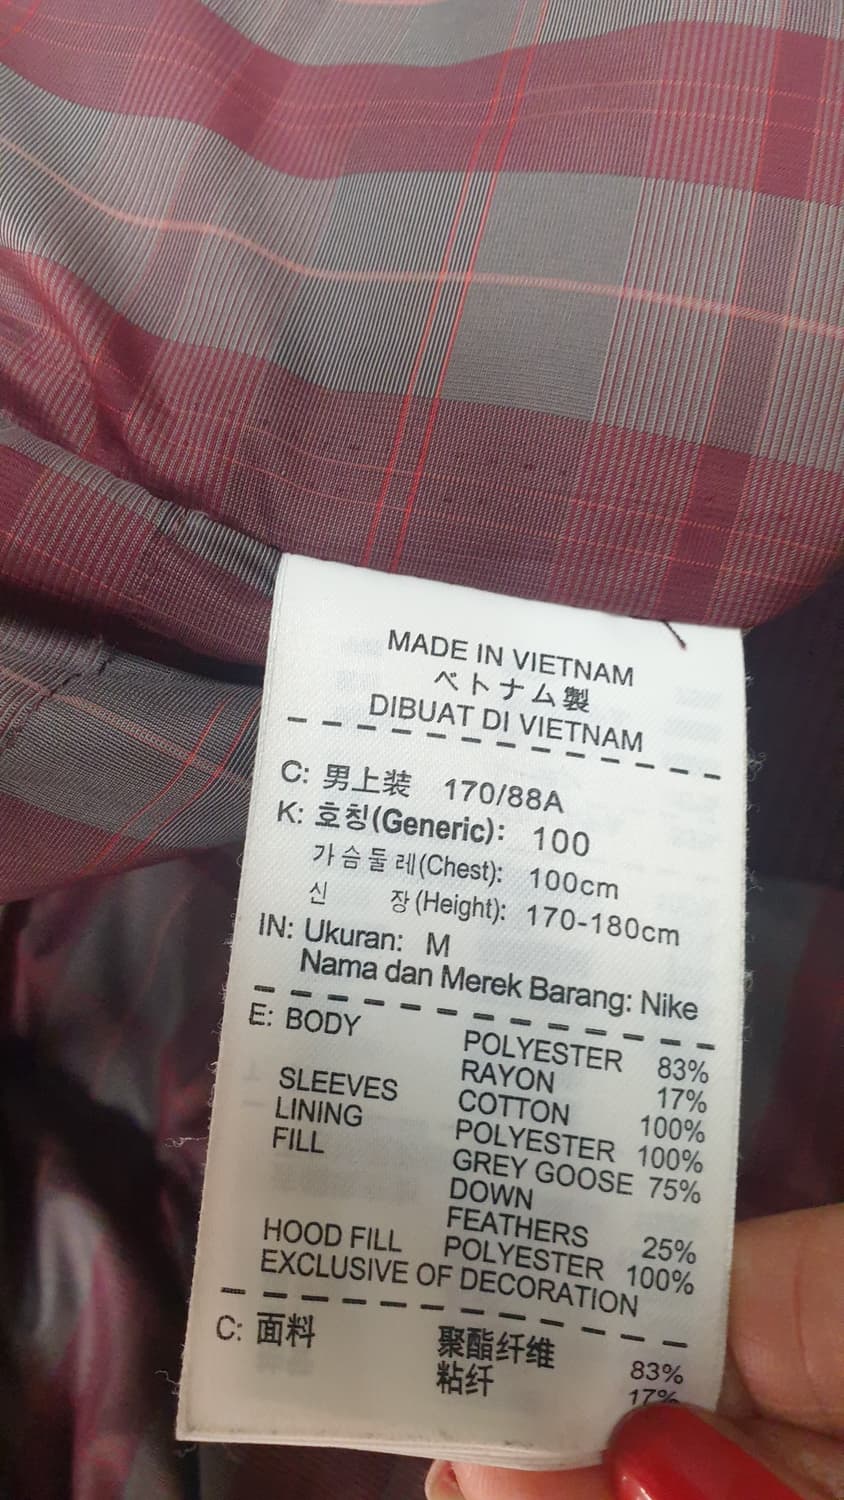 MADE IN VIETNAM
ベトナム製
DIBUAT DI VIETNAM
C: 男上装 170/88A
K: 호칭(Generic): 100
가슴둘레(Chest): 100cm
신 장(Height): 170-180cm
IN: Ukuran: M
Nama dan Merek Barang: Nike
E: BODY POLYESTER 83%
RAYON 17%
SLEEVES COTTON 100%
LINING POLYESTER 100%
FILL GREY GOOSE 75%
DOWN
FEATHERS 25%
HOOD FILL POLYESTER 100%
EXCLUSIVE OF DECORATION
C: 面料 聚酯纤维 83%
粘纤 17%